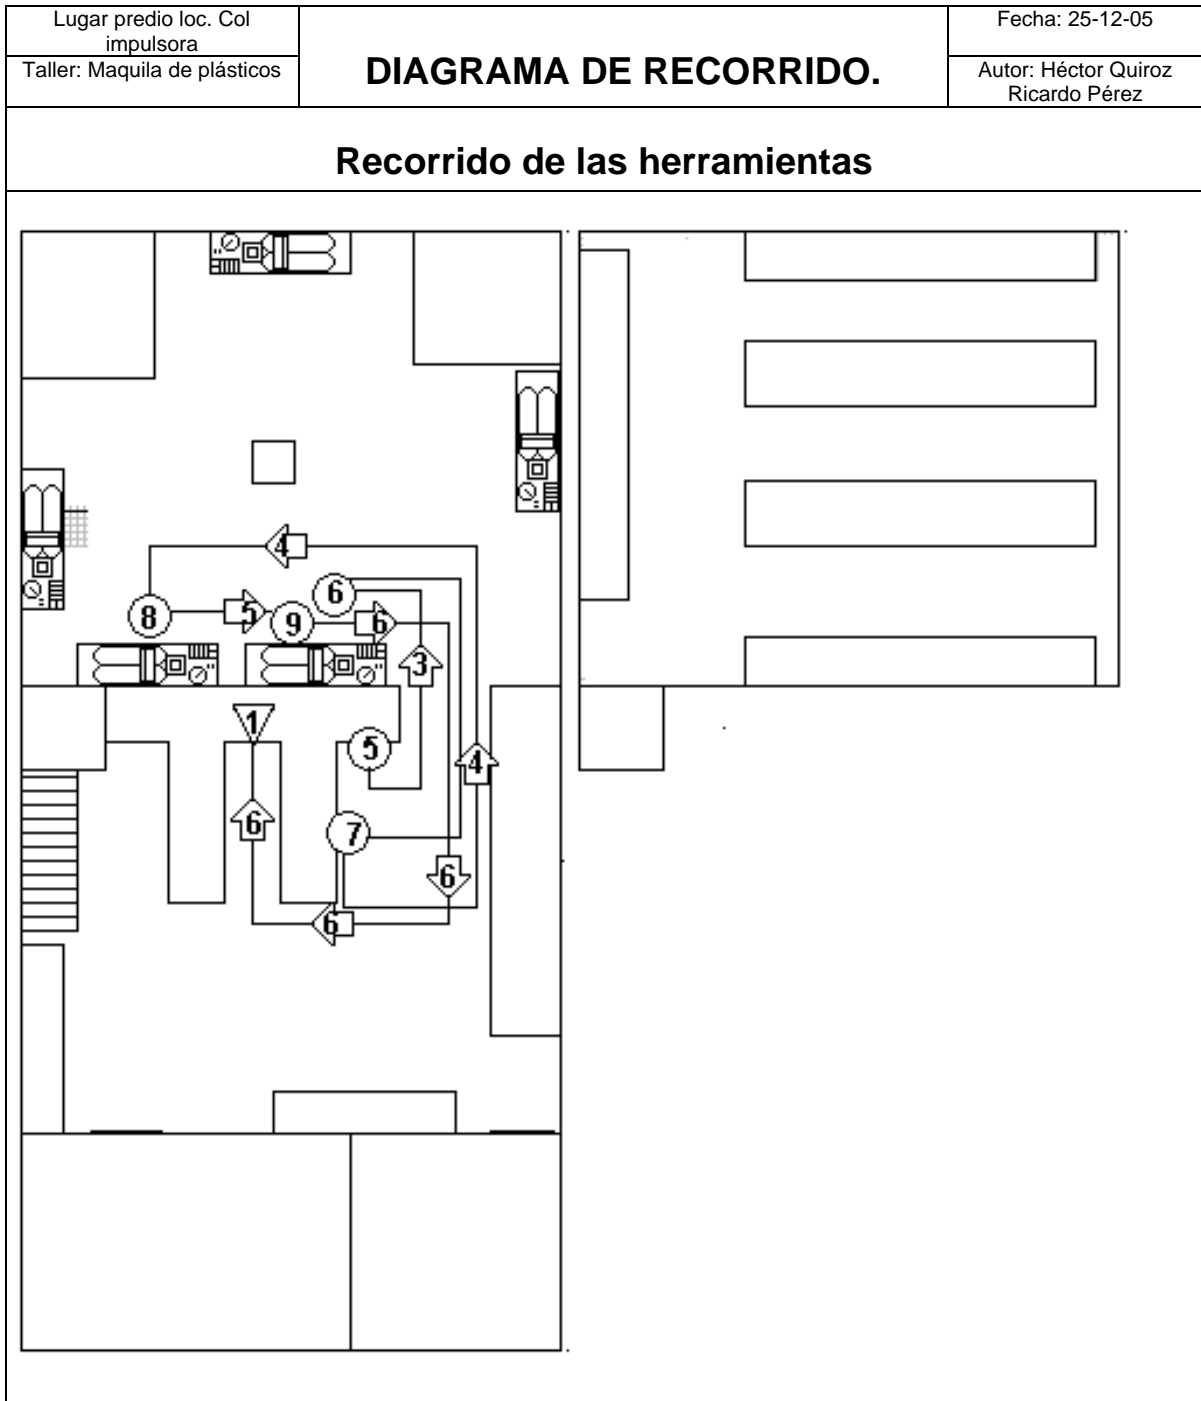 Lugar predio loc. Col
impulsora
Taller: Maquila de plásticos
DIAGRAMA DE RECORRIDO.
Fecha: 25-12-05
Autor: Héctor Quiroz
Ricardo Pérez
Recorrido de las herramientas
4
6
8
5
9
6
3
1
5
4
6
7
6
6